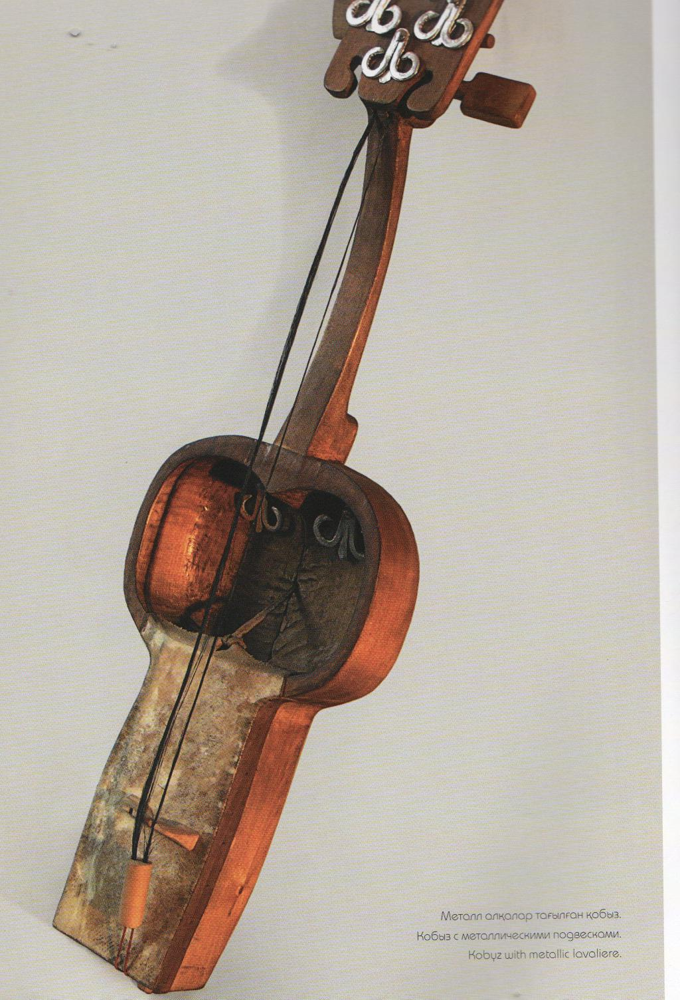 Металл алқалар тағылған қобыз.
Кобыз с металлическими подвесками.
Kobyz with metallic lavaliere.